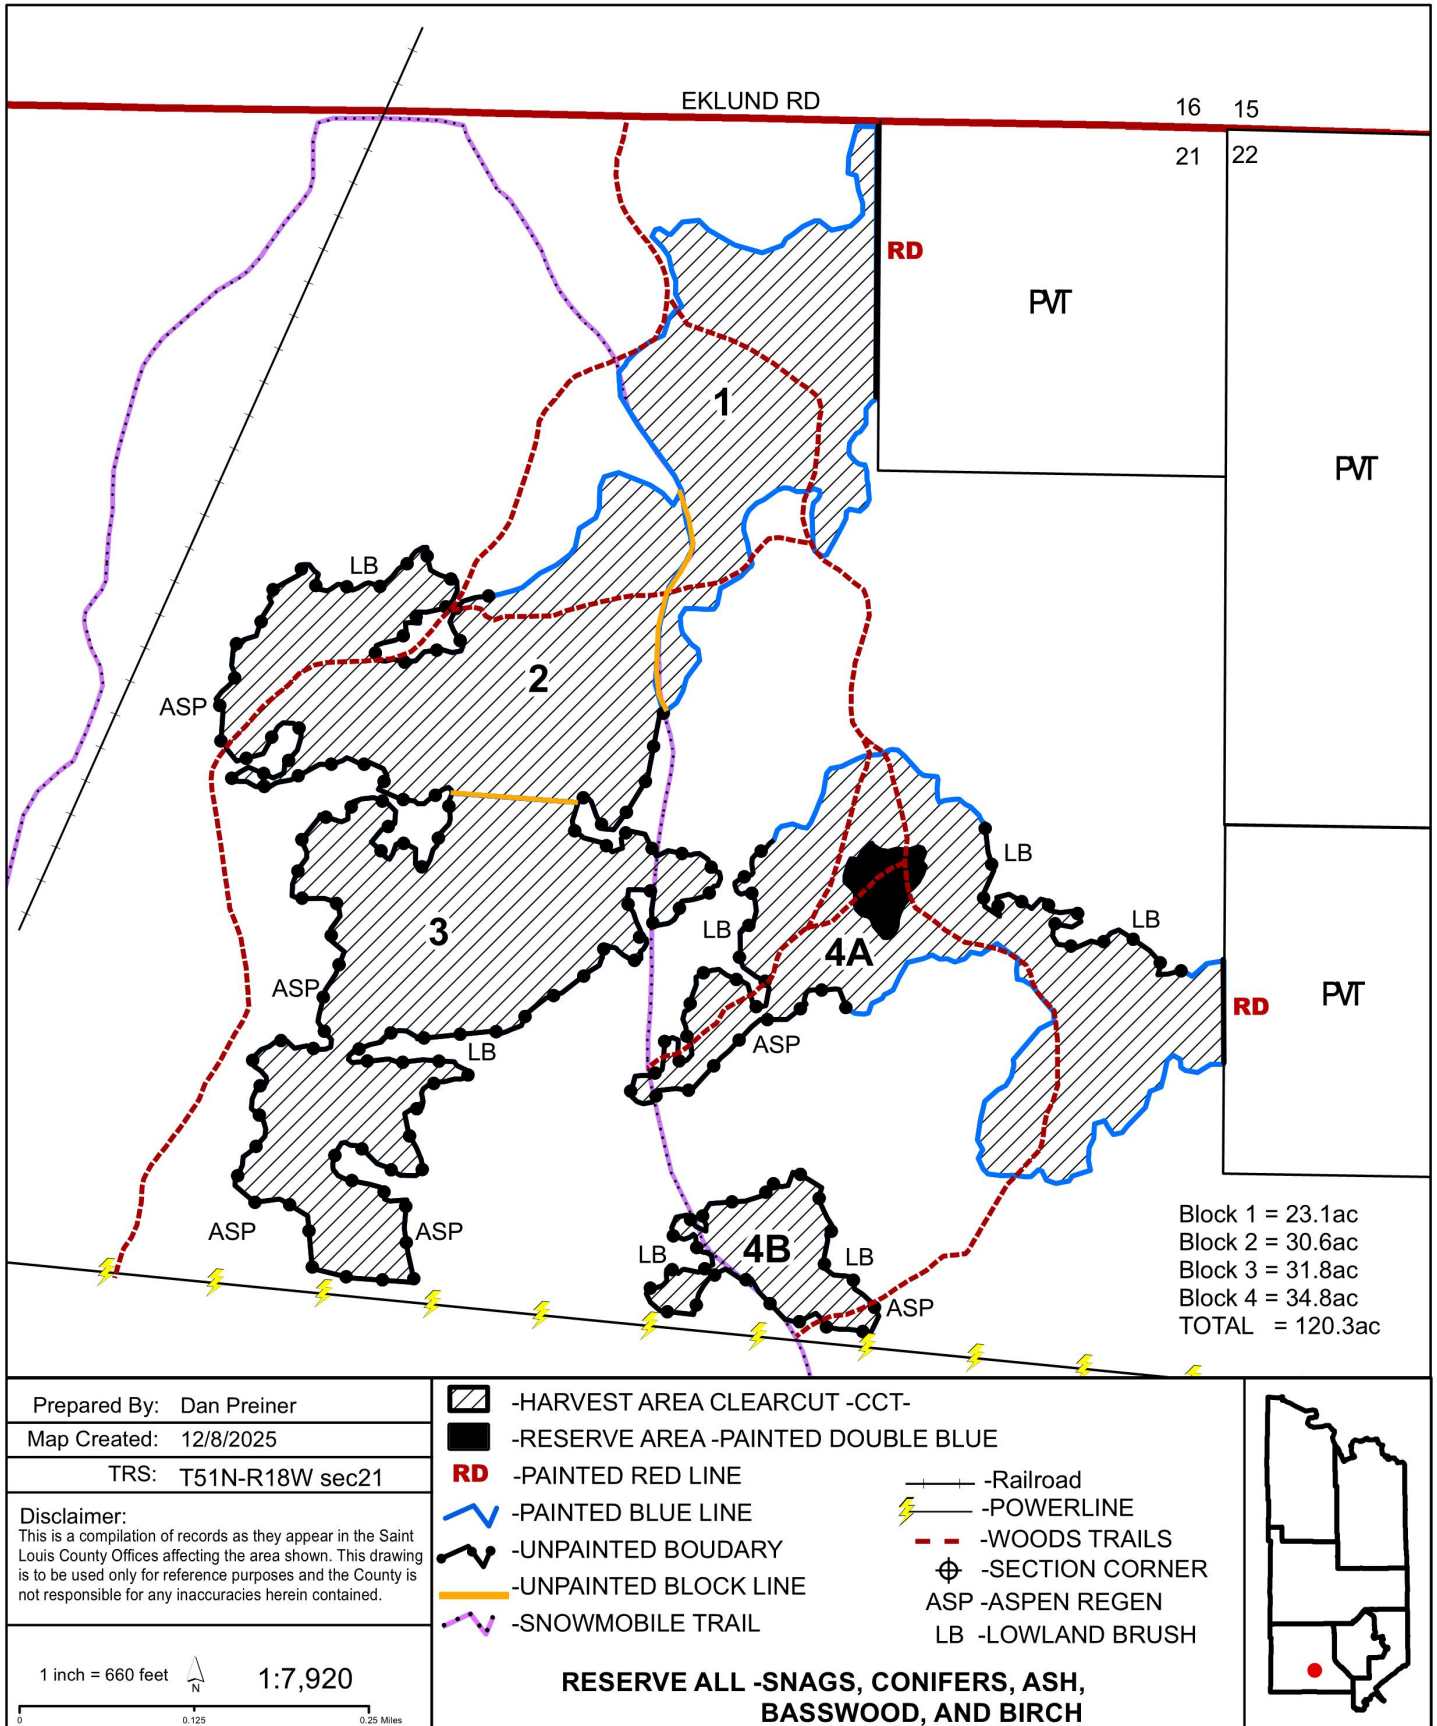 EKLUND RD
16 15
21 22
RD
PVT
1
PVT
LB
2
ASP
LB
LB
LB
3
4A
PVT
ASP
RD
ASP
LB
Block 1 = 23.1ac
ASP
ASP
4B
Block 2 = 30.6ac
LB
LB
Block 3 = 31.8ac
Block 4 = 34.8ac
ASP
TOTAL = 120.3ac
Prepared By: Dan Preiner
Map Created: 12/8/2025
TRS: T51N-R18W sec21
Disclaimer:
This is a compilation of records as they appear in the Saint
Louis County Offices affecting the area shown. This drawing
is to be used only for reference purposes and the County is
not responsible for any inaccuracies herein contained.
1 inch = 660 feet
N
1:7,920
0 0.125 0.25 Miles
-HARVEST AREA CLEARCUT -CCT-
-RESERVE AREA -PAINTED DOUBLE BLUE
RD -PAINTED RED LINE
-PAINTED BLUE LINE
-UNPAINTED BOUDARY
-UNPAINTED BLOCK LINE
-SNOWMOBILE TRAIL
-Railroad
-POWERLINE
-WOODS TRAILS
-SECTION CORNER
ASP -ASPEN REGEN
LB -LOWLAND BRUSH
RESERVE ALL -SNAGS, CONIFERS, ASH,
BASSWOOD, AND BIRCH